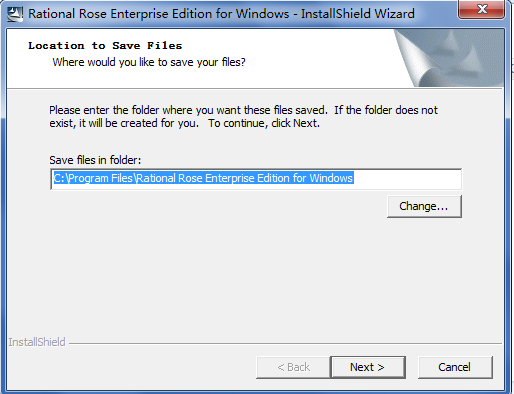 Rational Rose Enterprise Edition for Windows - InstallShield Wizard
Location to Save Files
Where would you like to save your files?
Please enter the folder where you want these files saved.  If the folder does not
exist, it will be created for you.   To continue, click Next.
Save files in folder:
C:\Program Files\Rational Rose Enterprise Edition for Windows
Change...
InstallShield
< Back
Next >
Cancel